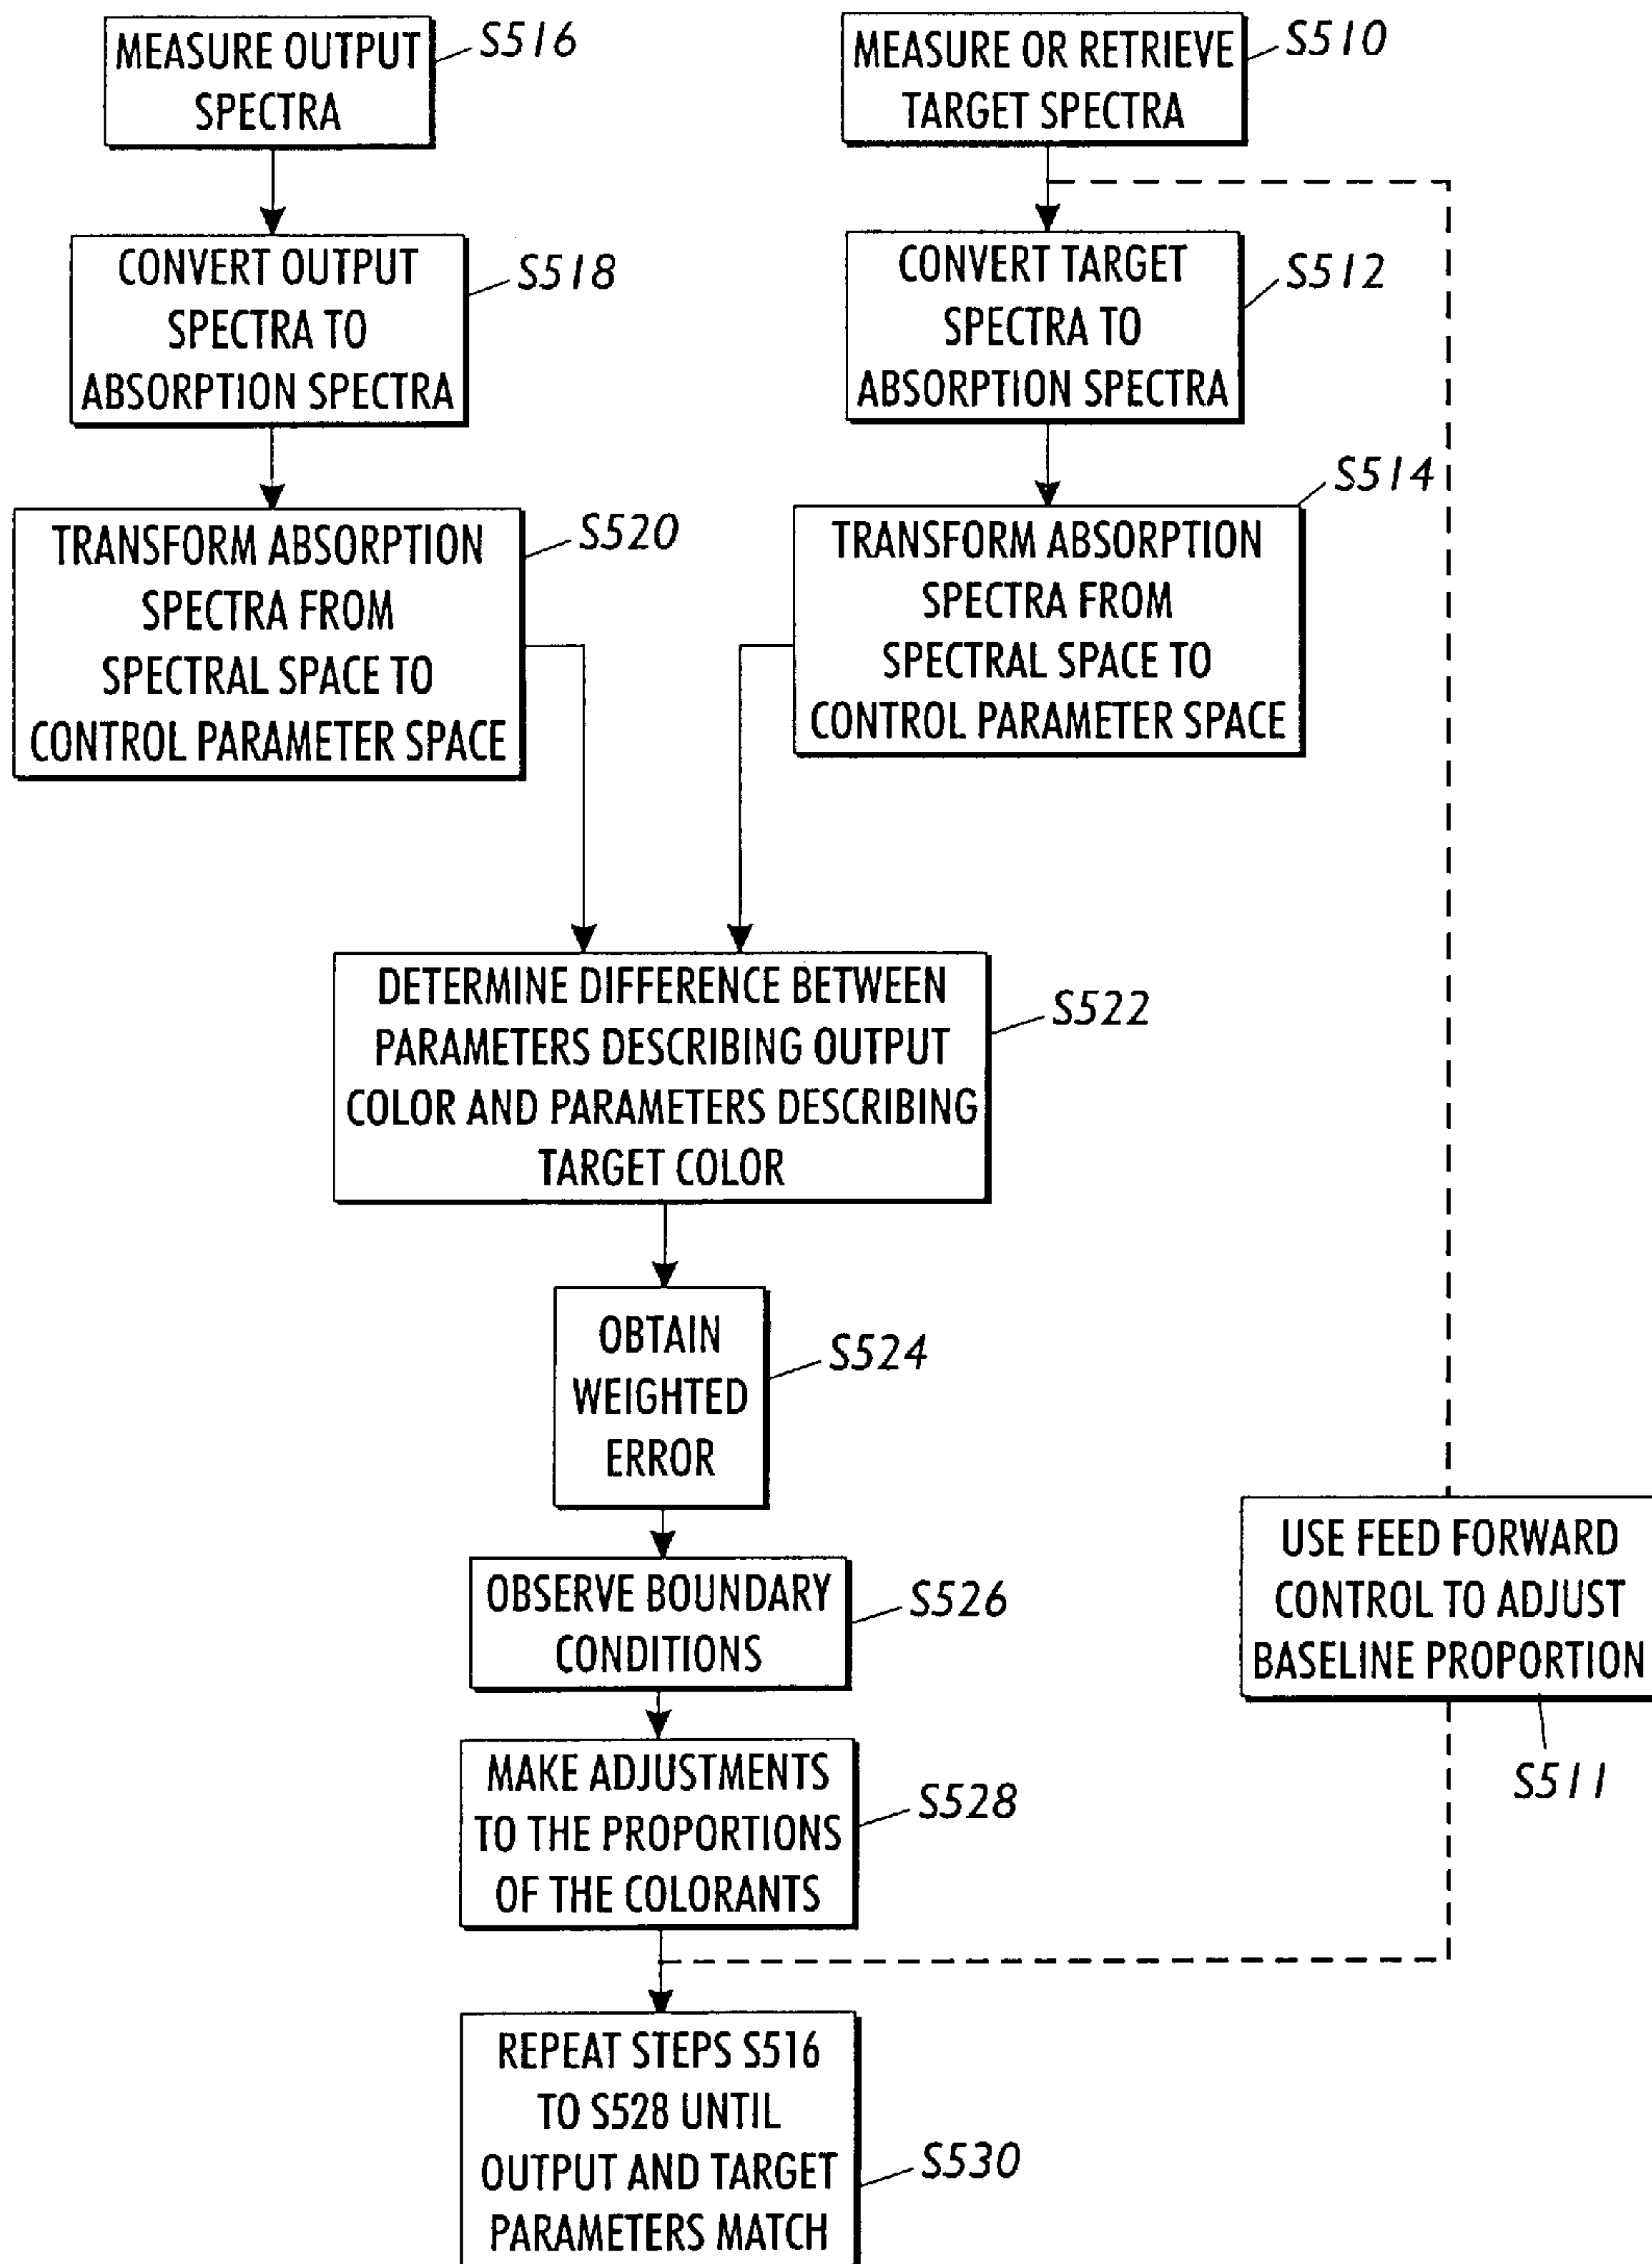 MEASURE OUTPUT
SPECTRA
S516
MEASURE OR RETRIEVE
TARGET SPECTRA
S510
CONVERT OUTPUT
SPECTRA TO
ABSORPTION SPECTRA
S518
CONVERT TARGET
SPECTRA TO
ABSORPTION SPECTRA
S512
TRANSFORM ABSORPTION
SPECTRA FROM
SPECTRAL SPACE TO
CONTROL PARAMETER SPACE
S520
TRANSFORM ABSORPTION
SPECTRA FROM
SPECTRAL SPACE TO
CONTROL PARAMETER SPACE
S514
DETERMINE DIFFERENCE BETWEEN
PARAMETERS DESCRIBING OUTPUT
COLOR AND PARAMETERS DESCRIBING
TARGET COLOR
S522
OBTAIN
WEIGHTED
ERROR
S524
OBSERVE BOUNDARY
CONDITIONS
S526
USE FEED FORWARD
CONTROL TO ADJUST
BASELINE PROPORTION
S511
MAKE ADJUSTMENTS
TO THE PROPORTIONS
OF THE COLORANTS
S528
REPEAT STEPS S516
TO S528 UNTIL
OUTPUT AND TARGET
PARAMETERS MATCH
S530